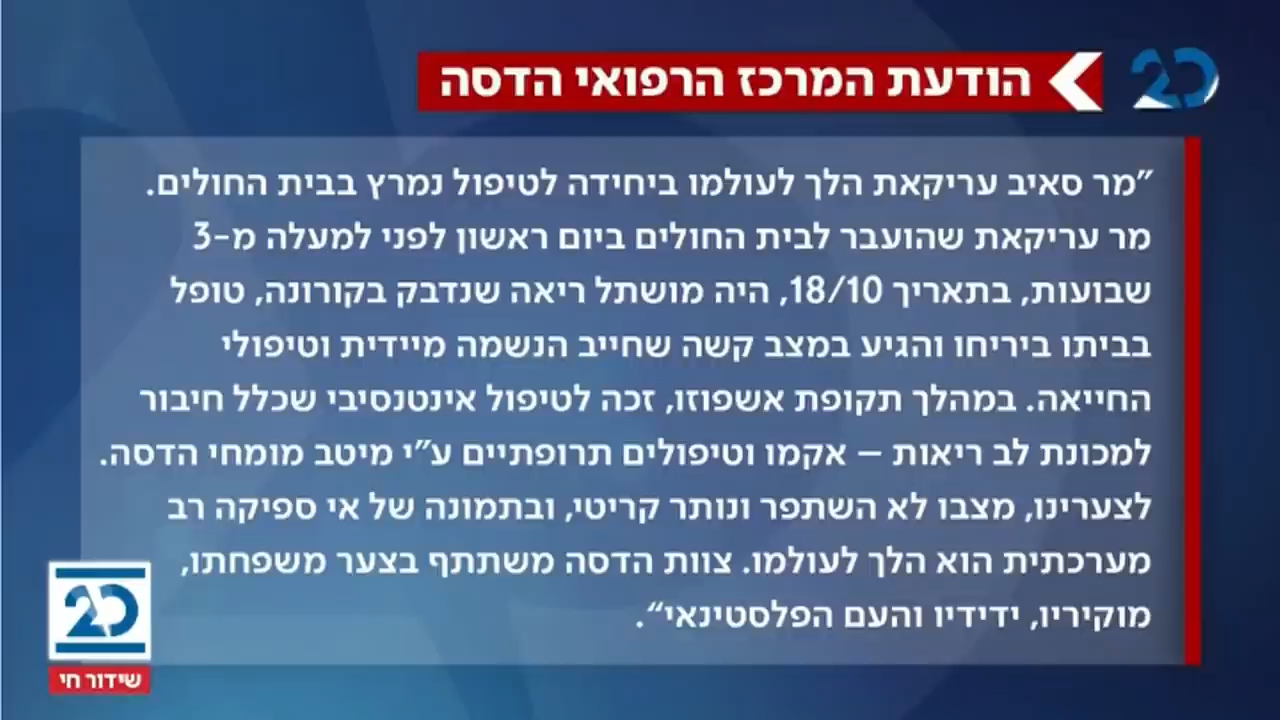 הודעת המרכז הרפואי הדסה
20
"מר סאיב עריקאת הלך לעולמו ביחידה לטיפול נמרץ בבית החולים.
מר עריקאת שהועבר לבית החולים ביום ראשון לפני למעלה מ-3
שבועות, בתאריך 18/10, היה מושתל ריאה שנדבק בקורונה, טופל
בביתו ביריחו והגיע במצב קשה שחייב הנשמה מיידית וטיפולי
החייאה. במהלך תקופת אשפוזו, זכה לטיפול אינטנסיבי שכלל חיבור
למכונת לב ריאות – אקמו וטיפולים תרופתיים ע"י מיטב מומחי הדסה.
לצערינו, מצבו לא השתפר ונותר קריטי, ובתמונה של אי ספיקה רב
מערכתית הוא הלך לעולמו. צוות הדסה משתתף בצער משפחתו,
מוקיריו, ידידיו והעם הפלסטינאי“.
20
שידור חי